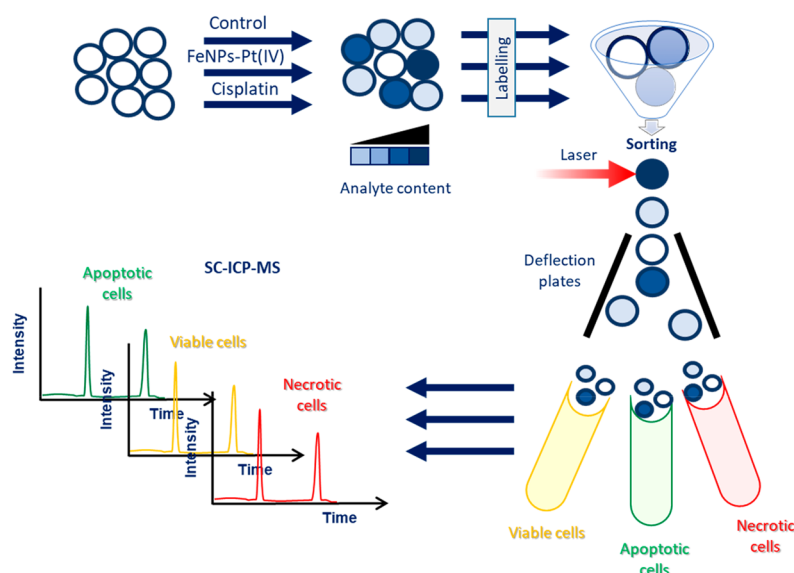 Control
FeNPs-Pt(IV)
Cisplatin
Labelling
Analyte content
Sorting
Laser
Deflection
plates
SC-ICP-MS
Apoptotic
cells
Intensity
Time
Viable cells
Intensity
Time
Necrotic
cells
Intensity
Time
Viable cells
Apoptotic
cells
Necrotic
cells